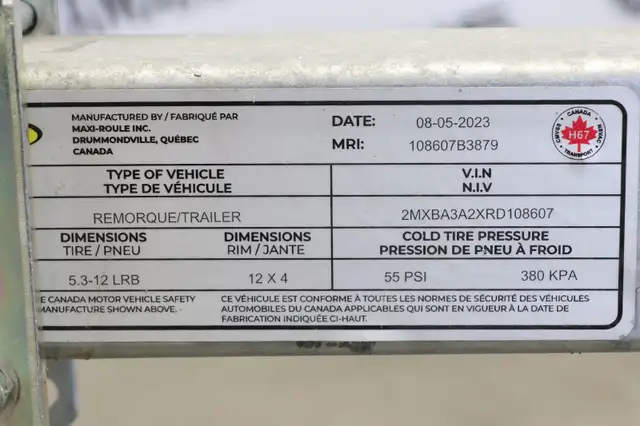 MANUFACTURED BY / FABRIQUÉ PAR
MAXI-ROULE INC.
DRUMMONDVILLE, QUÉBEC
CANADA
DATE: 08-05-2023
MRI: 108607B3879
CANADA
H67
TRANSPORT
TYPE OF VEHICLE
TYPE DE VÉHICULE
V.I.N
N.I.V
REMORQUE/TRAILER
2MXBA3A2XRD108607
DIMENSIONS
TIRE / PNEU
DIMENSIONS
RIM / JANTE
COLD TIRE PRESSURE
PRESSION DE PNEU À FROID
5.3-12 LRB
12 X 4
55 PSI
380 KPA
E CANADA MOTOR VEHICLE SAFETY
MANUFACTURE SHOWN ABOVE.
CE VÉHICULE EST CONFORME À TOUTES LES NORMES DE SÉCURITÉ DES VÉHICULES
AUTOMOBILES DU CANADA APPLICABLES QUI SONT EN VIGUEUR À LA DATE DE
FABRICATION INDIQUÉE CI-HAUT.